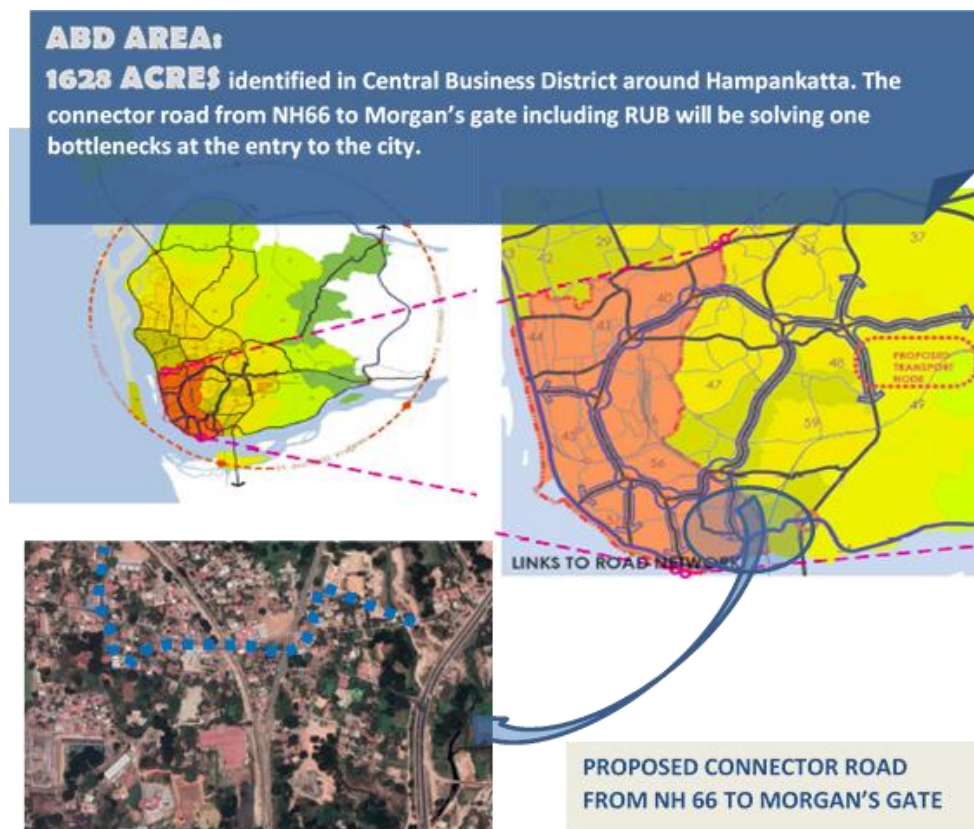 ABD AREA:
1628 ACRES identified in Central Business District around Hampankatta. The
connector road from NH66 to Morgan's gate including RUB will be solving one
bottlenecks at the entry to the city.
29
37
42
40
41
44
PROPOSED
TRANSPORT
NODE
48
47
49
59
45
56
LINKS TO ROAD NETWORK
PROPOSED CONNECTOR ROAD
FROM NH 66 TO MORGAN'S GATE